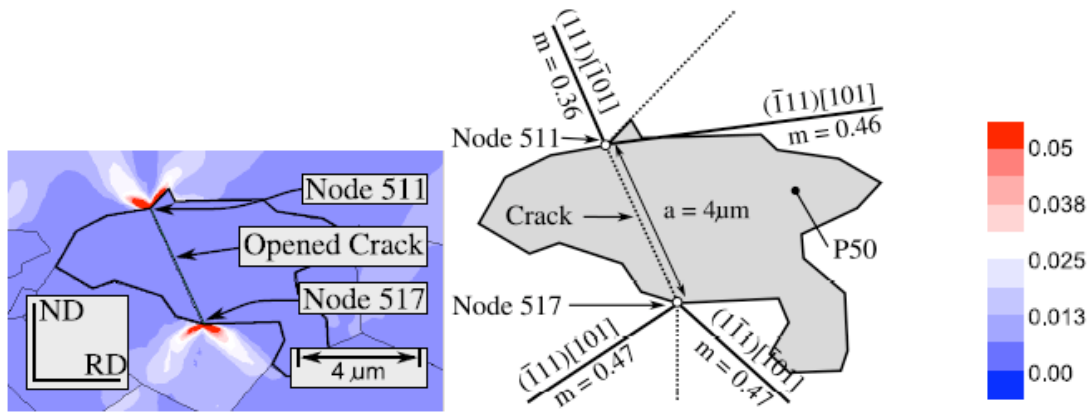 Node 511
Opened Crack
Node 517
ND
RD
4 µm
(111)[1̄01]
m = 0.36
(1̄11)[101]
m = 0.46
Node 511
Crack
a = 4µm
P50
Node 517
(1̄11)[101]
m = 0.47
(11̄1)[1̄01]
m = 0.47
0.05
0.038
0.025
0.013
0.00